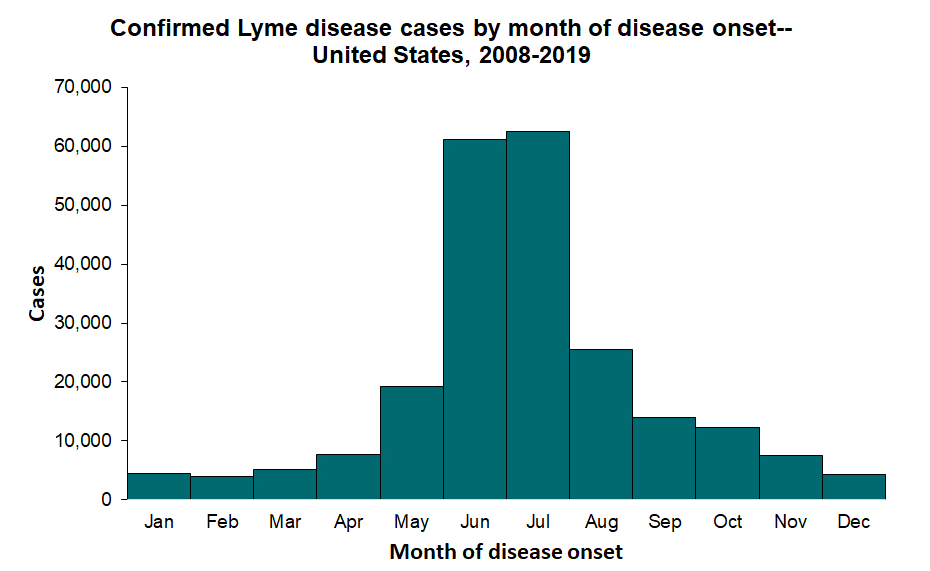 Confirmed Lyme disease cases by month of disease onset--
United States, 2008-2019
70,000
60,000
50,000
40,000
30,000
20,000
10,000
0
Cases
Jan Feb Mar Apr May Jun Jul Aug Sep Oct Nov Dec
Month of disease onset